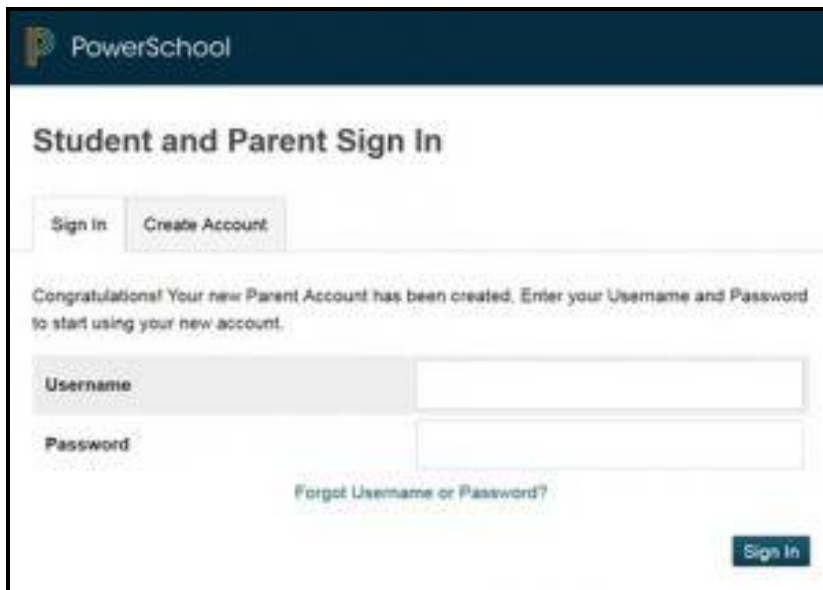 PowerSchool
Student and Parent Sign In
Sign In
Create Account
Congratulations! Your new Parent Account has been created. Enter your Username and Password
to start using your new account.
Username
Password
Forgot Username or Password?
Sign In